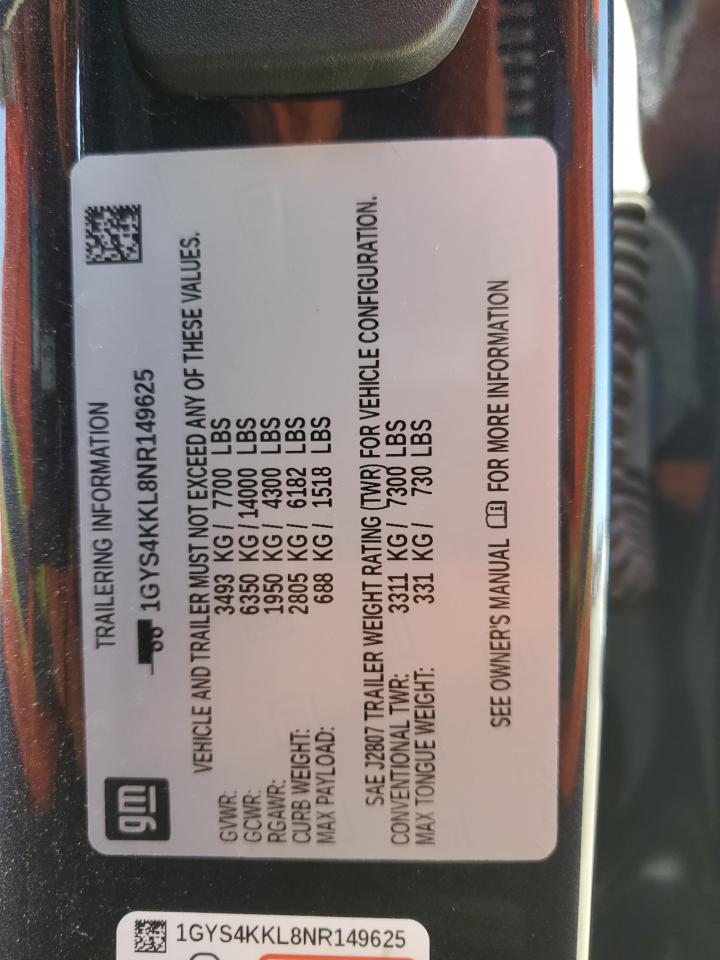 gm
TRAILERING INFORMATION
1GYS4KKL8NR149625
VEHICLE AND TRAILER MUST NOT EXCEED ANY OF THESE VALUES.
GVWR: 3493 KG / 7700 LBS
GCWR: 6350 KG / 14000 LBS
RGAWR: 1950 KG / 4300 LBS
CURB WEIGHT: 2805 KG / 6182 LBS
MAX PAYLOAD: 688 KG / 1518 LBS
SAE J2807 TRAILER WEIGHT RATING (TWR) FOR VEHICLE CONFIGURATION.
CONVENTIONAL TWR: 3311 KG / 7300 LBS
MAX TONGUE WEIGHT: 331 KG / 730 LBS
SEE OWNER'S MANUAL FOR MORE INFORMATION
1GYS4KKL8NR149625